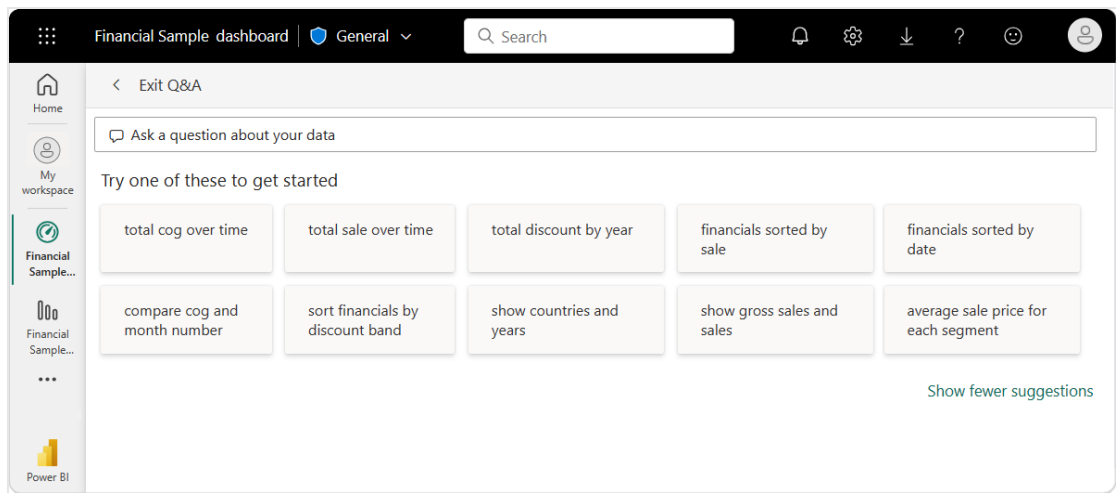 Financial Sample dashboard General
Search
?
Home
My
workspace
Financial
Sample...
Financial
Sample...
Power BI
Exit Q&A
Ask a question about your data
Try one of these to get started
total cog over time
total sale over time
total discount by year
financials sorted by
sale
financials sorted by
date
compare cog and
month number
sort financials by
discount band
show countries and
years
show gross sales and
sales
average sale price for
each segment
Show fewer suggestions